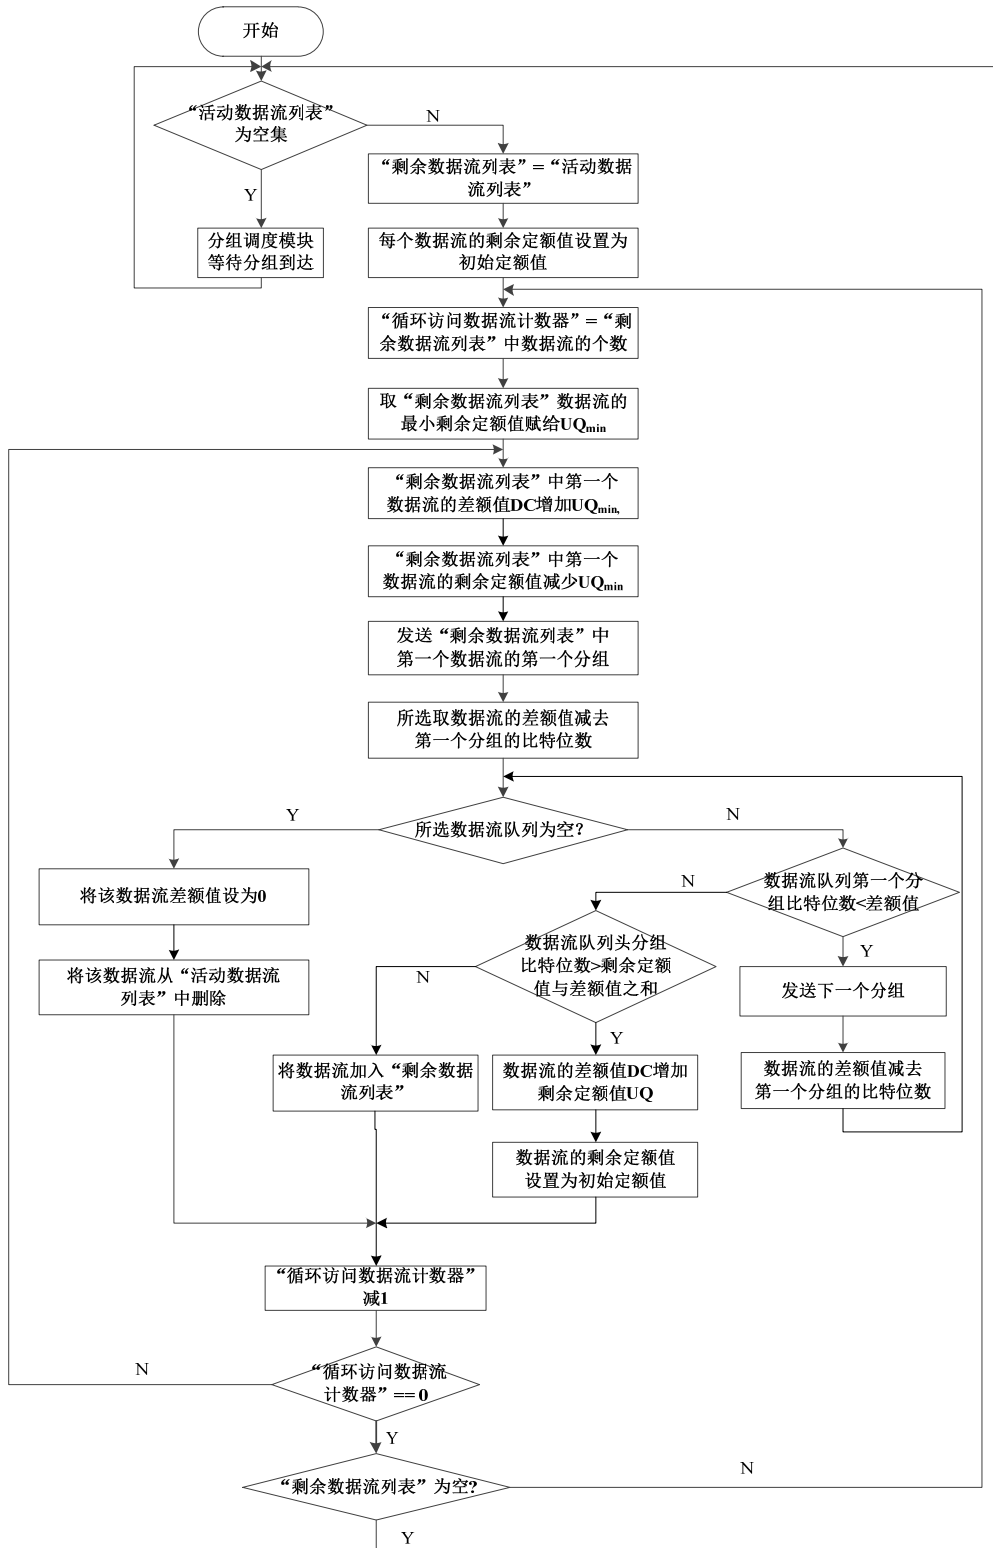 开始
“活动数据流列表”
为空集
N
“剩余数据流列表”=“活动数据
流列表”
Y
分组调度模块
等待分组到达
每个数据流的剩余定额值设置为
初始定额值
“循环访问数据流计数器”=“剩
余数据流列表”中数据流的个数
取“剩余数据流列表”数据流的
最小剩余定额值赋给UQmin
“剩余数据流列表”中第一个
数据流的差额值DC增加UQmin,
“剩余数据流列表”中第一个
数据流的剩余定额值减少UQmin
发送“剩余数据流列表”中
第一个数据流的第一个分组
所选取数据流的差额值减去
第一个分组的比特位数
Y
所选数据流队列为空?
N
将该数据流差额值设为0
N
数据流队列第一个分
组比特位数<差额值
数据流队列头分组
比特位数>剩余定额
值与差额值之和
Y
N
将该数据流从“活动数据流
列表”中删除
发送下一个分组
Y
将数据流加入“剩余数据
流列表”
数据流的差额值DC增加
剩余定额值UQ
数据流的差额值减去
第一个分组的比特位数
数据流的剩余定额值
设置为初始定额值
“循环访问数据流计数器”
减1
N
“循环访问数据流
计数器”== 0
Y
“剩余数据流列表”为空?
N
Y